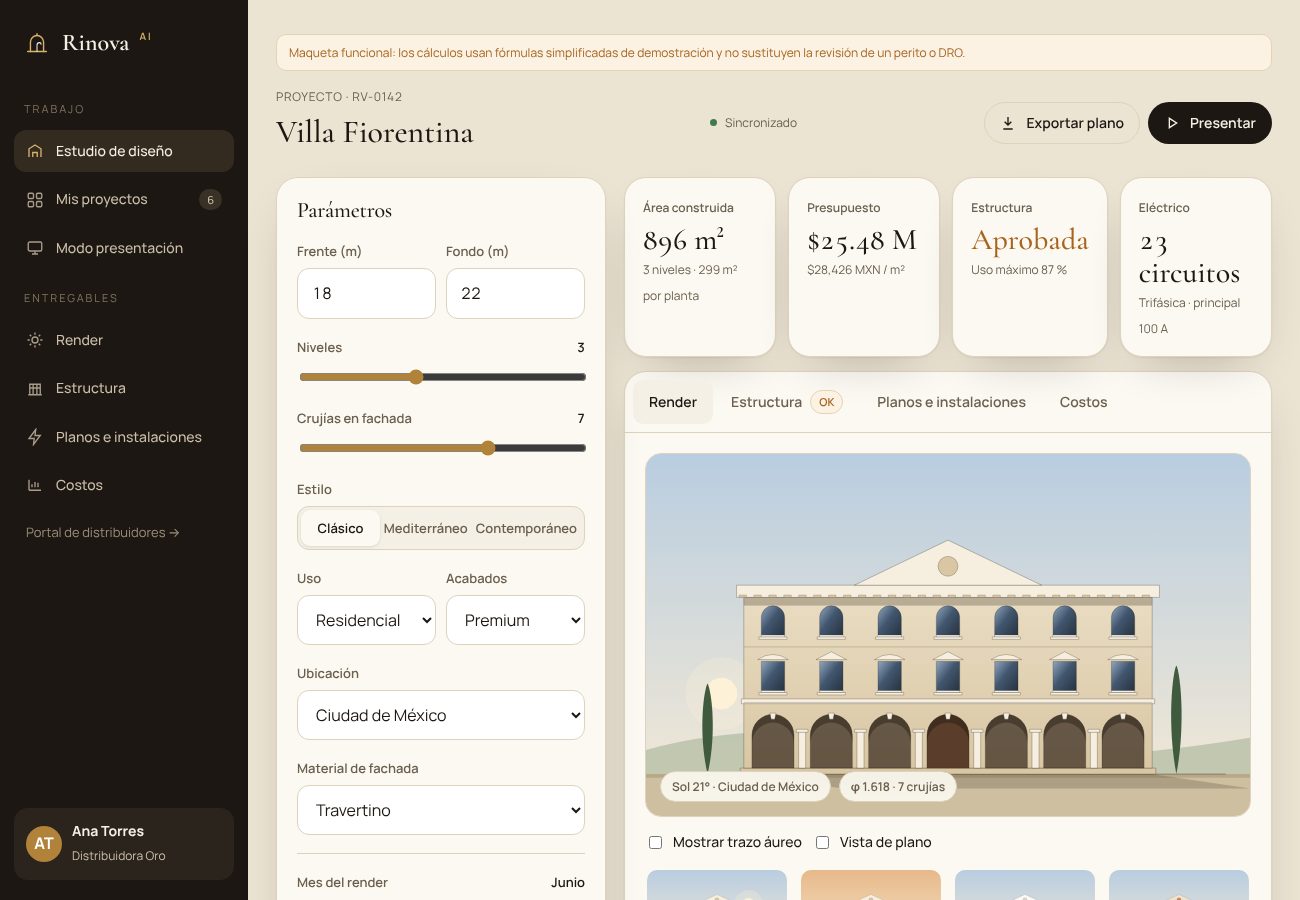 Rinova AI
TRABAJO
Estudio de diseño
Mis proyectos 6
Modo presentación
ENTREGABLES
Render
Estructura
Planos e instalaciones
Costos
Portal de distribuidores →
AT
Ana Torres
Distribuidora Oro
Maqueta funcional: los cálculos usan fórmulas simplificadas de demostración y no sustituyen la revisión de un perito o DRO.
PROYECTO · RV-0142
Villa Fiorentina
Sincronizado
Exportar plano
Presentar
Parámetros
Frente (m) Fondo (m)
18 22
Niveles 3
Crujías en fachada 7
Estilo
Clásico Mediterráneo Contemporáneo
Uso Acabados
Residencial Premium
Ubicación
Ciudad de México
Material de fachada
Travertino
Mes del render Junio
Área construida
896 m²
3 niveles · 299 m²
por planta
Presupuesto
$25.48 M
$28,426 MXN / m²
Estructura
Aprobada
Uso máximo 87 %
Eléctrico
23
circuitos
Trifásica · principal
100 A
Render Estructura OK Planos e instalaciones Costos
Sol 21° · Ciudad de México φ 1.618 · 7 crujías
Mostrar trazo áureo Vista de plano